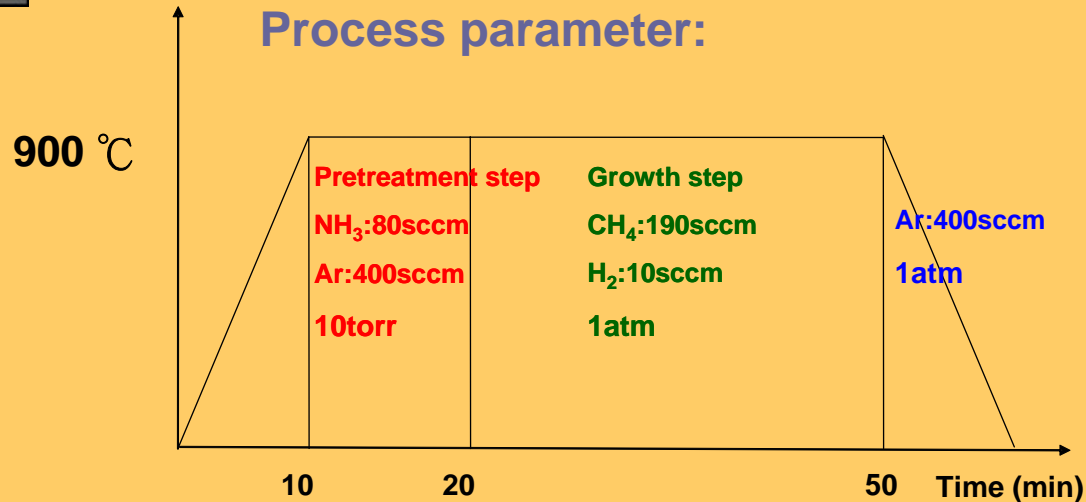 Process parameter:
900 ℃
Pretreatment step
NH₃:80sccm
Ar:400sccm
10torr
Growth step
CH₄:190sccm
H₂:10sccm
1atm
Ar:400sccm
1atm
10
20
50
Time (min)